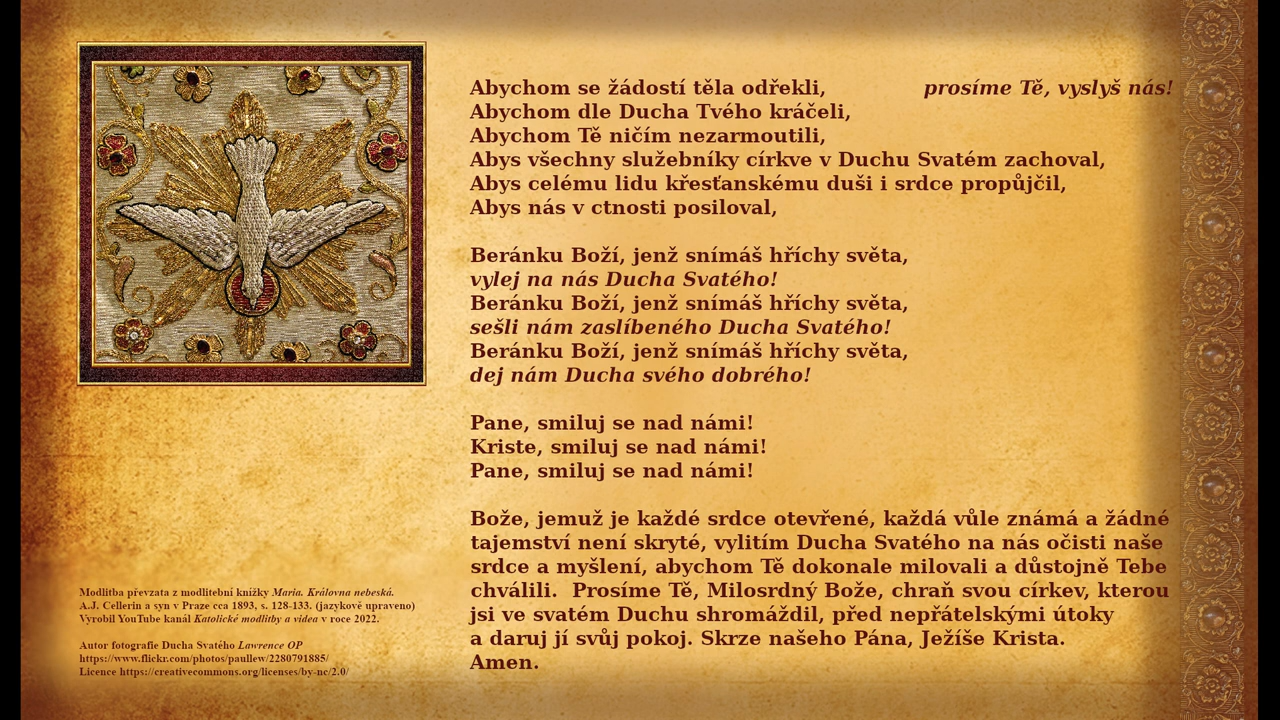 Abychom se žádostí těla odřekli, prosíme Tě, vyslyš nás!
Abychom dle Ducha Tvého kráčeli,
Abychom Tě ničím nezarmoutili,
Abys všechny služebníky církve v Duchu Svatém zachoval,
Abys celému lidu křesťanskému duši i srdce propůjčil,
Abys nás v ctnosti posiloval,
Beránku Boží, jenž snímáš hříchy světa,
vylej na nás Ducha Svatého!
Beránku Boží, jenž snímáš hříchy světa,
sešli nám zaslíbeného Ducha Svatého!
Beránku Boží, jenž snímáš hříchy světa,
dej nám Ducha svého dobrého!
Pane, smiluj se nad námi!
Kriste, smiluj se nad námi!
Pane, smiluj se nad námi!
Bože, jemuž je každé srdce otevřené, každá vůle známá a žádné
tajemství není skryté, vylitím Ducha Svatého na nás očisti naše
srdce a myšlení, abychom Tě dokonale milovali a důstojně Tebe
chválili. Prosíme Tě, Milosrdný Bože, chraň svou církev, kterou
jsi ve svatém Duchu shromáždil, před nepřátelskými útoky
a daruj jí svůj pokoj. Skrze našeho Pána, Ježíše Krista.
Amen.
Modlitba převzata z modlitební knížky Maria. Královna nebeská.
A.J. Cellerin a syn v Praze cca 1893, s. 128-133. (jazykově upraveno)
Vyrobil YouTube kanál Katolické modlitby a videa v roce 2022.
Autor fotografie Ducha Svatého Lawrence OP
https://www.flickr.com/photos/paullew/2280791885/
Licence https://creativecommons.org/licenses/by-nc/2.0/